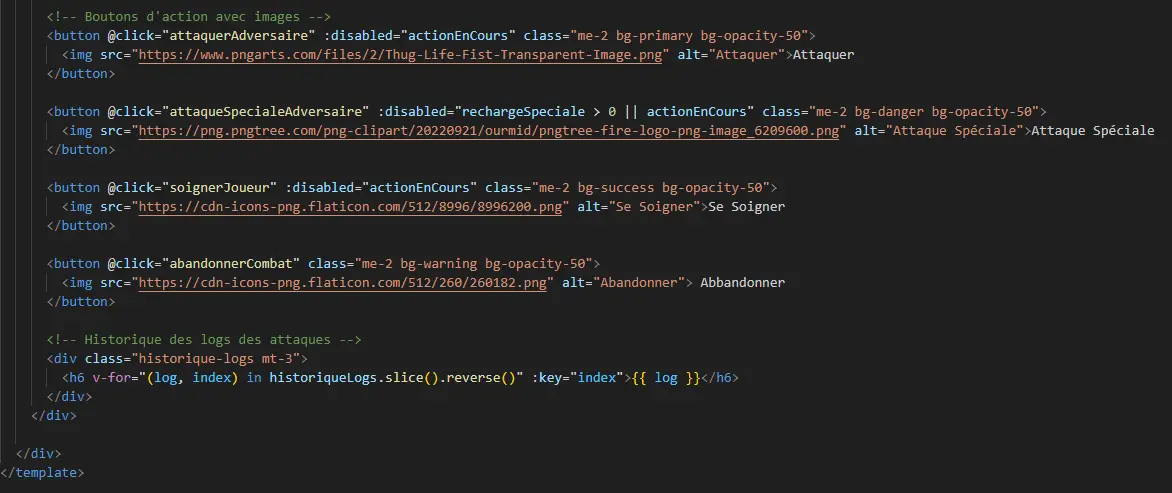 <!-- Boutons d'action avec images -->
<button @click="attaquerAdversaire" :disabled="actionEnCours" class="me-2 bg-primary bg-opacity-50">
<img src="https://www.pngarts.com/files/2/Thug-Life-Fist-Transparent-Image.png" alt="Attaquer">Attaquer
</button>
<button @click="attaqueSpecialeAdversaire" :disabled="rechargeSpeciale > 0 || actionEnCours" class="me-2 bg-danger bg-opacity-50">
<img src="https://png.pngtree.com/png-clipart/20220921/ourmid/pngtree-fire-logo-png-image_6209600.png" alt="Attaque Spéciale">Attaque Spéciale
</button>
<button @click="soignerJoueur" :disabled="actionEnCours" class="me-2 bg-success bg-opacity-50">
<img src="https://cdn-icons-png.flaticon.com/512/8996/8996200.png" alt="Se Soigner">Se Soigner
</button>
<button @click="abandonnerCombat" class="me-2 bg-warning bg-opacity-50">
<img src="https://cdn-icons-png.flaticon.com/512/260/260182.png" alt="Abandonner"> Abbandonner
</button>
<!-- Historique des logs des attaques -->
<div class="historique-logs mt-3">
<h6 v-for="(log, index) in historiqueLogs.slice().reverse()" :key="index">{{ log }}</h6>
</div>
</div>
</div>
</template>